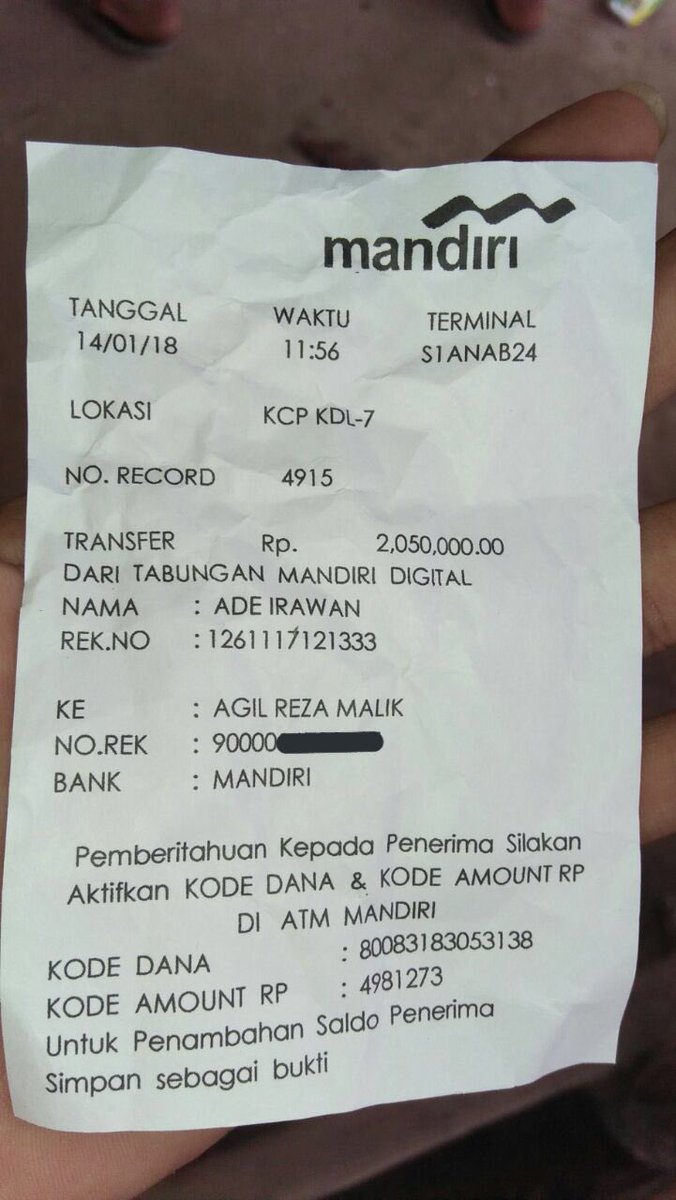 mandiri
TANGGAL WAKTU TERMINAL
14/01/18 11:56 S1ANAB24
LOKASI KCP KDL-7
NO. RECORD 4915
TRANSFER Rp. 2,050,000.00
DARI TABUNGAN MANDIRI DIGITAL
NAMA : ADE IRAWAN
REK.NO :1261117121333
KE : AGIL REZA MALIK
NO.REK : 90000
BANK : MANDIRI
Pemberitahuan Kepada Penerima Silakan
Aktifkan KODE DANA & KODE AMOUNT RP
DI ATM MANDIRI
KODE DANA : 80083183053138
KODE AMOUNT RP : 4981273
Untuk Penambahan Saldo Penerima
Simpan sebagai bukti